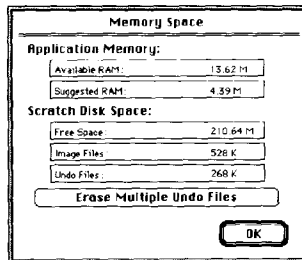 Memory Space
Application Memory:
Available RAM: 13.62 M
Suggested RAM: 4.39 M
Scratch Disk Space:
Free Space: 210.64 M
Image Files: 528 K
Undo Files: 268 K
Erase Multiple Undo Files
OK